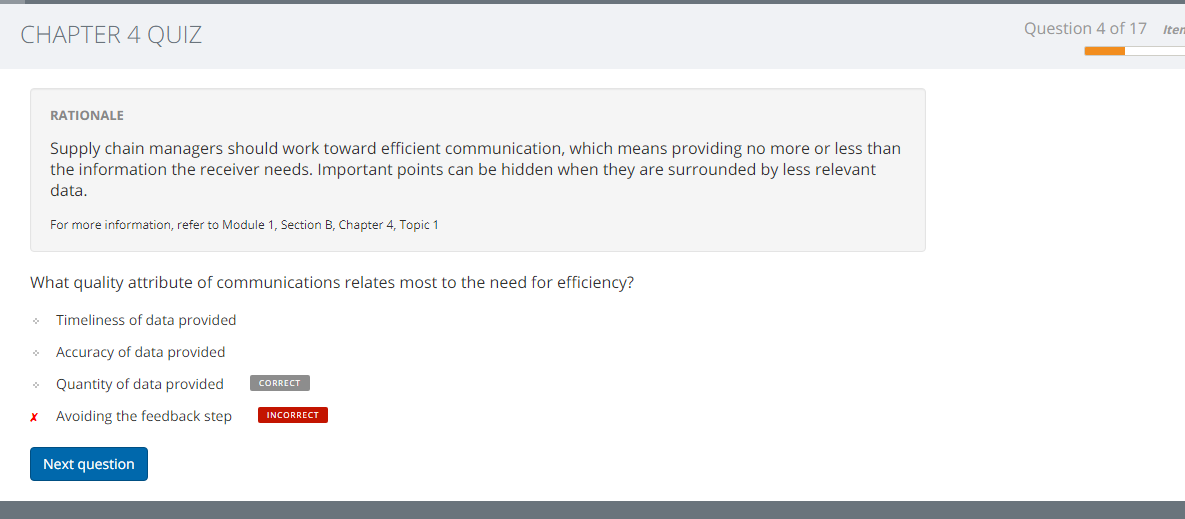 CHAPTER 4 QUIZ
Question 4 of 17
RATIONALE
Supply chain managers should work toward efficient communication, which means providing no more or less than
the information the receiver needs. Important points can be hidden when they are surrounded by less relevant
data.
For more information, refer to Module 1, Section B, Chapter 4, Topic 1
What quality attribute of communications relates most to the need for efficiency?
Timeliness of data provided
Accuracy of data provided
Quantity of data provided CORRECT
Avoiding the feedback step INCORRECT
Next question